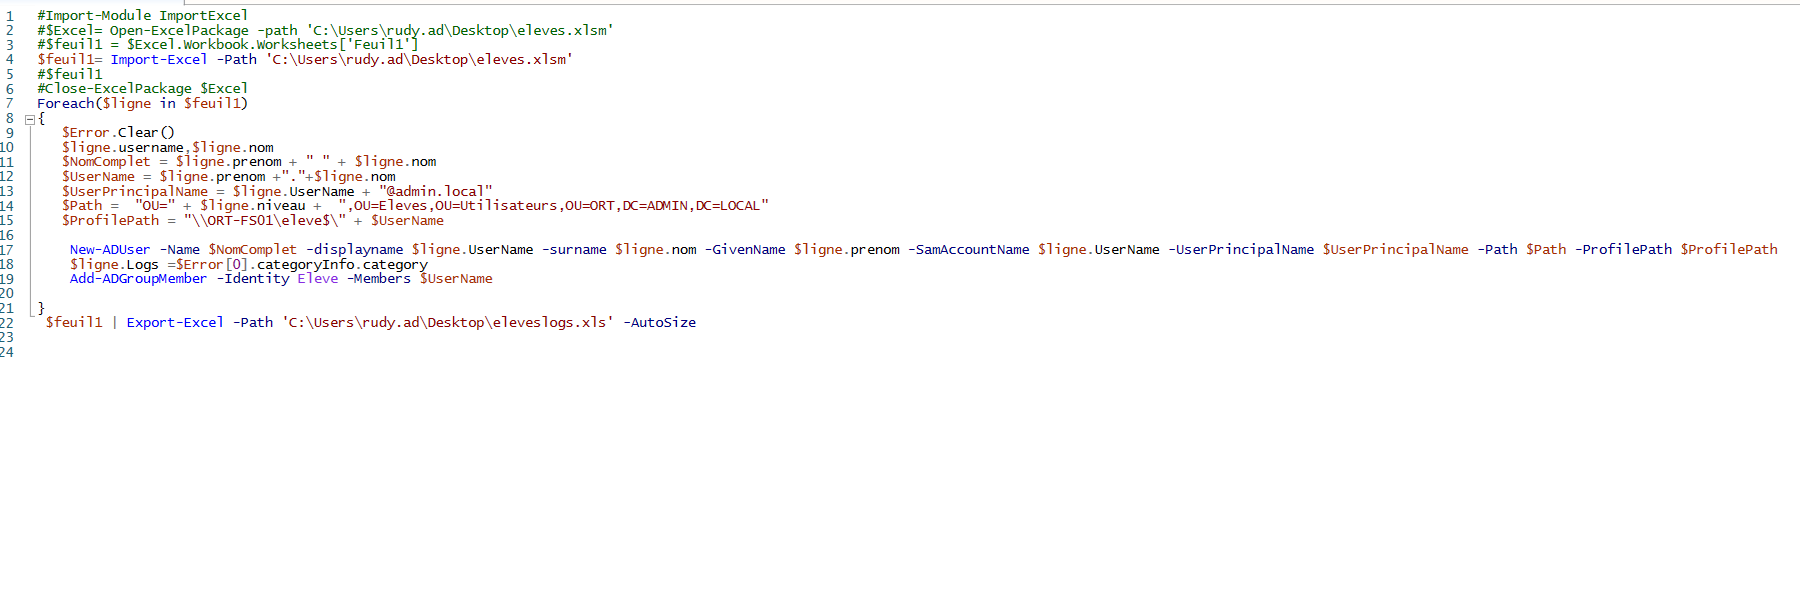 1 #Import-Module ImportExcel
2 #$Excel= Open-ExcelPackage -path 'C:\Users\rudy.ad\Desktop\eleves.xlsm'
3 #$feuil1 = $Excel.Workbook.Worksheets['Feuil1']
4 $feuil1= Import-Excel -Path 'C:\Users\rudy.ad\Desktop\eleves.xlsm'
5 #$feuil1
6 #Close-ExcelPackage $Excel
7 Foreach($ligne in $feuil1)
8 {
9 $Error.Clear()
10 $ligne.username,$ligne.nom
11 $NomComplet = $ligne.prenom + " " + $ligne.nom
12 $UserName = $ligne.prenom +"."+$ligne.nom
13 $UserPrincipalName = $ligne.UserName + "@admin.local"
14 $Path =  "OU=" + $ligne.niveau +  ",OU=Eleves,OU=Utilisateurs,OU=ORT,DC=ADMIN,DC=LOCAL"
15 $ProfilePath = "\\ORT-FS01\eleve$\" + $UserName
16
17 New-ADUser -Name $NomComplet -displayname $ligne.UserName -surname $ligne.nom -GivenName $ligne.prenom -SamAccountName $ligne.UserName -UserPrincipalName $UserPrincipalName -Path $Path -ProfilePath $ProfilePath
18 $ligne.Logs =$Error[0].categoryInfo.category
19 Add-ADGroupMember -Identity Eleve -Members $UserName
20
21 }
22 $feuil1 | Export-Excel -Path 'C:\Users\rudy.ad\Desktop\eleveslogs.xls' -AutoSize
23
24